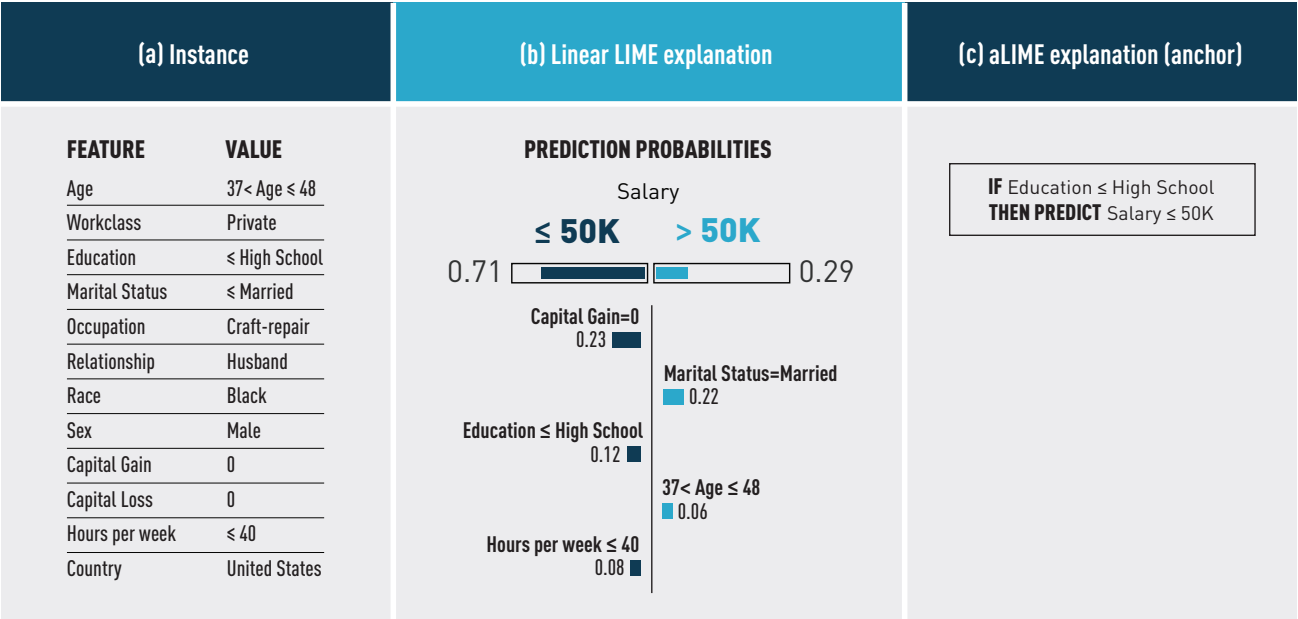 (a) Instance
(b) Linear LIME explanation
(c) aLIME explanation (anchor)
FEATURE VALUE
Age 37< Age ≤ 48
Workclass Private
Education ≤ High School
Marital Status ≤ Married
Occupation Craft-repair
Relationship Husband
Race Black
Sex Male
Capital Gain 0
Capital Loss 0
Hours per week ≤ 40
Country United States
PREDICTION PROBABILITIES
Salary
≤ 50K > 50K
0.71 0.29
Capital Gain=0
0.23
Marital Status=Married
0.22
Education ≤ High School
0.12
37< Age ≤ 48
0.06
Hours per week ≤ 40
0.08
IF Education ≤ High School
THEN PREDICT Salary ≤ 50K